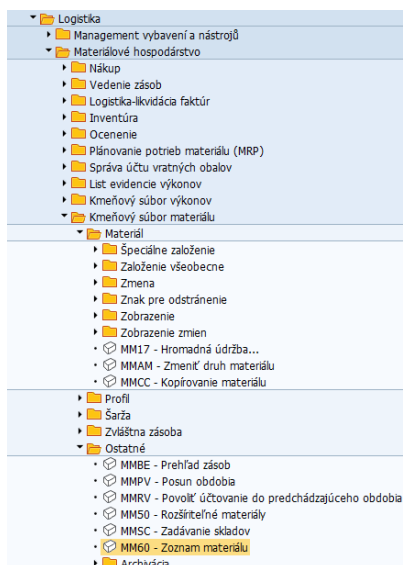 Logistika
Management vybavení a nástrojů
Materiálové hospodárstvo
Nákup
Vedenie zásob
Logistika-likvidácia faktúr
Inventúra
Ocenenie
Plánovanie potrieb materiálu (MRP)
Správa účtu vratných obalov
List evidencie výkonov
Kmeňový súbor výkonov
Kmeňový súbor materiálu
Materiál
Špeciálne založenie
Založenie všeobecne
Zmena
Znak pre odstránenie
Zobrazenie
Zobrazenie zmien
MM17 - Hromadná údržba...
MMAM - Zmeniť druh materiálu
MMCC - Kopírovanie materiálu
Profil
Šarža
Zvláštna zásoba
Ostatné
MMBE - Prehľad zásob
MMPV - Posun obdobia
MMRV - Povoliť účtovanie do predchádzajúceho obdobia
MM50 - Rozšíriteľné materiály
MMSC - Zadávanie skladov
MM60 - Zoznam materiálu
Archivácia